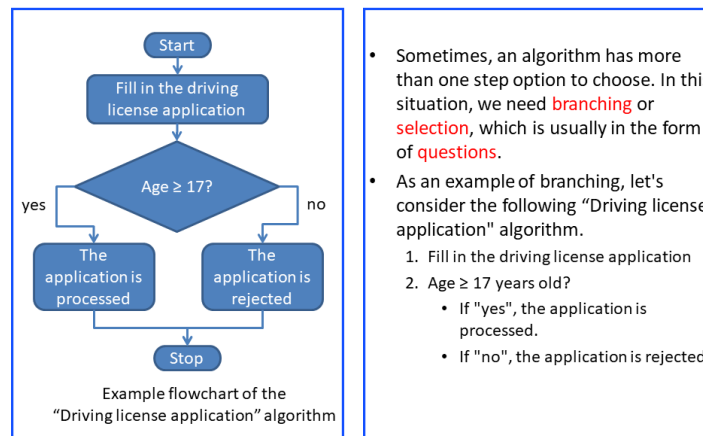 Start
Fill in the driving
license application
Age ≥ 17?
yes
no
The
application is
processed
The
application is
rejected
Stop
Example flowchart of the
“Driving license application” algorithm
• Sometimes, an algorithm has more
than one step option to choose. In this
situation, we need branching or
selection, which is usually in the form
of questions.
• As an example of branching, let's
consider the following “Driving license
application" algorithm.
1. Fill in the driving license application
2. Age ≥ 17 years old?
• If "yes", the application is
processed.
• If "no", the application is rejected